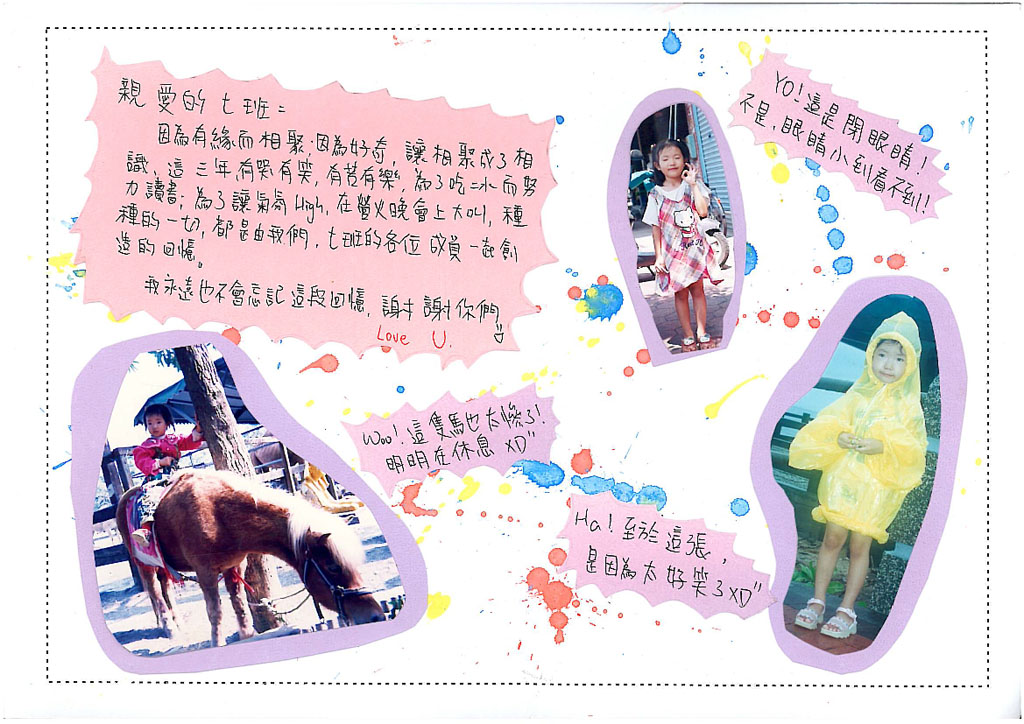 親愛的七班:
因為有緣而相聚.因為好奇,讓相聚成了相
識,這三年有哭有笑,有苦有樂,為了吃冰而努
力讀書;為了讓氣氛High,在營火晚會上大叫,種
種的一切,都是由我們,七班的各位成員一起創
造的回憶。
我永遠也不會忘記這段回憶,謝謝你們
Love U.
YO!這是閉眼睛!
不是,眼睛小到看不到!
Woo!這隻馬也太慘了!
明明在休息 XD"
Ha!至於這張,
是因為太好笑了XD"